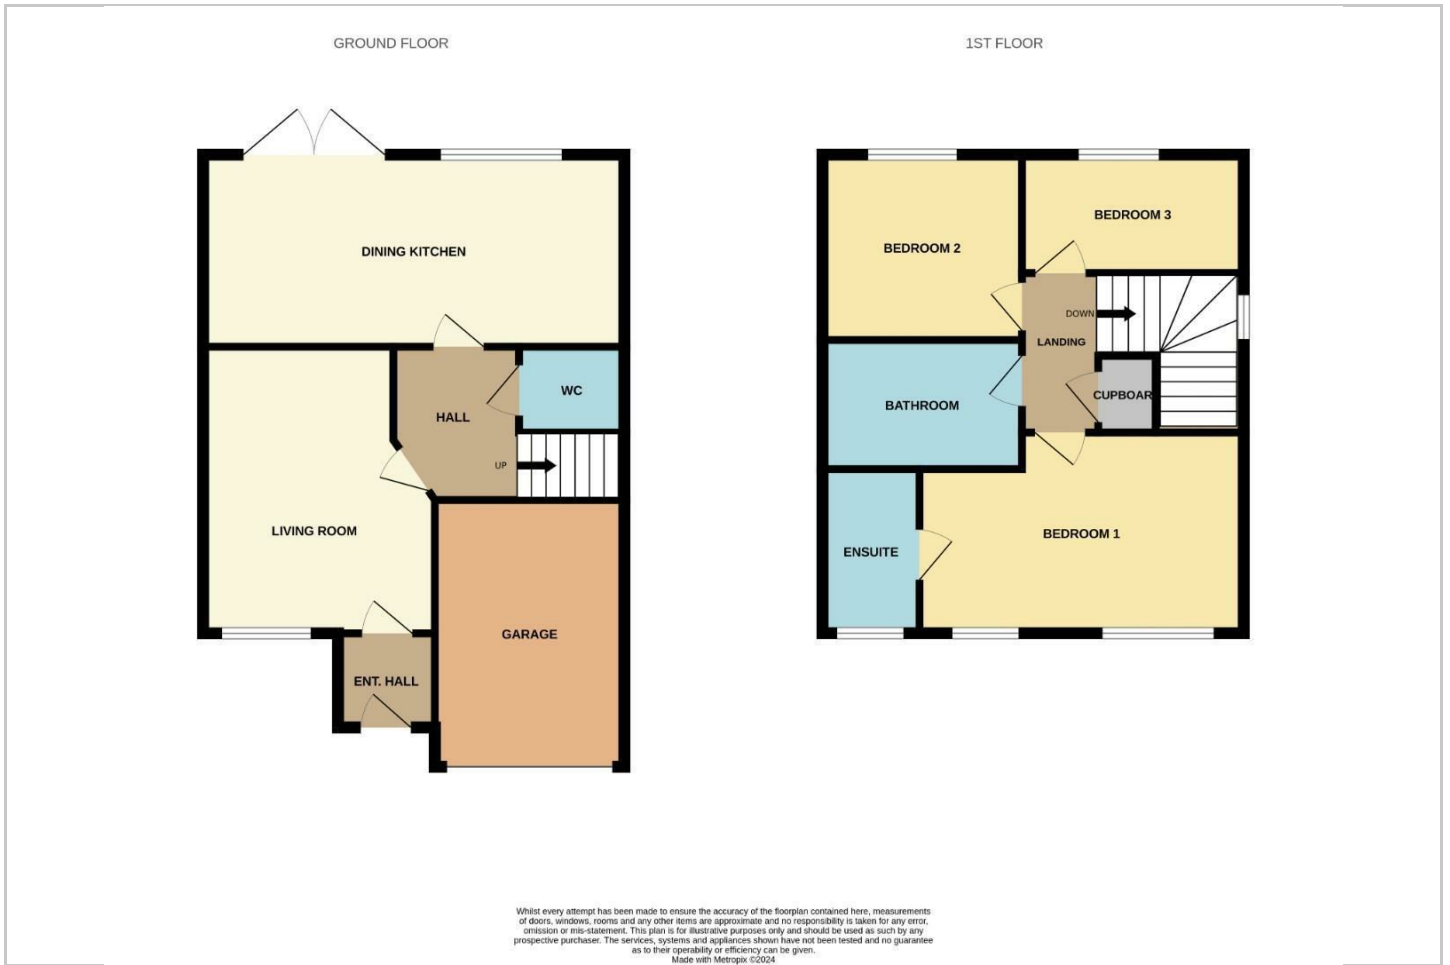 GROUND FLOOR
DINING KITCHEN
WC
HALL
UP
LIVING ROOM
GARAGE
ENT. HALL
1ST FLOOR
BEDROOM 3
BEDROOM 2
DOWN
LANDING
CUPBOAR
BATHROOM
BEDROOM 1
ENSUITE
Whilst every attempt has been made to ensure the accuracy of the floorplan contained here, measurements
of doors, windows, rooms and any other items are approximate and no responsibility is taken for any error,
omission or mis-statement. This plan is for illustrative purposes only and should be used as such by any
prospective purchaser. The services, systems and appliances shown have not been tested and no guarantee
as to their operability or efficiency can be given.
Made with Metropix ©2024